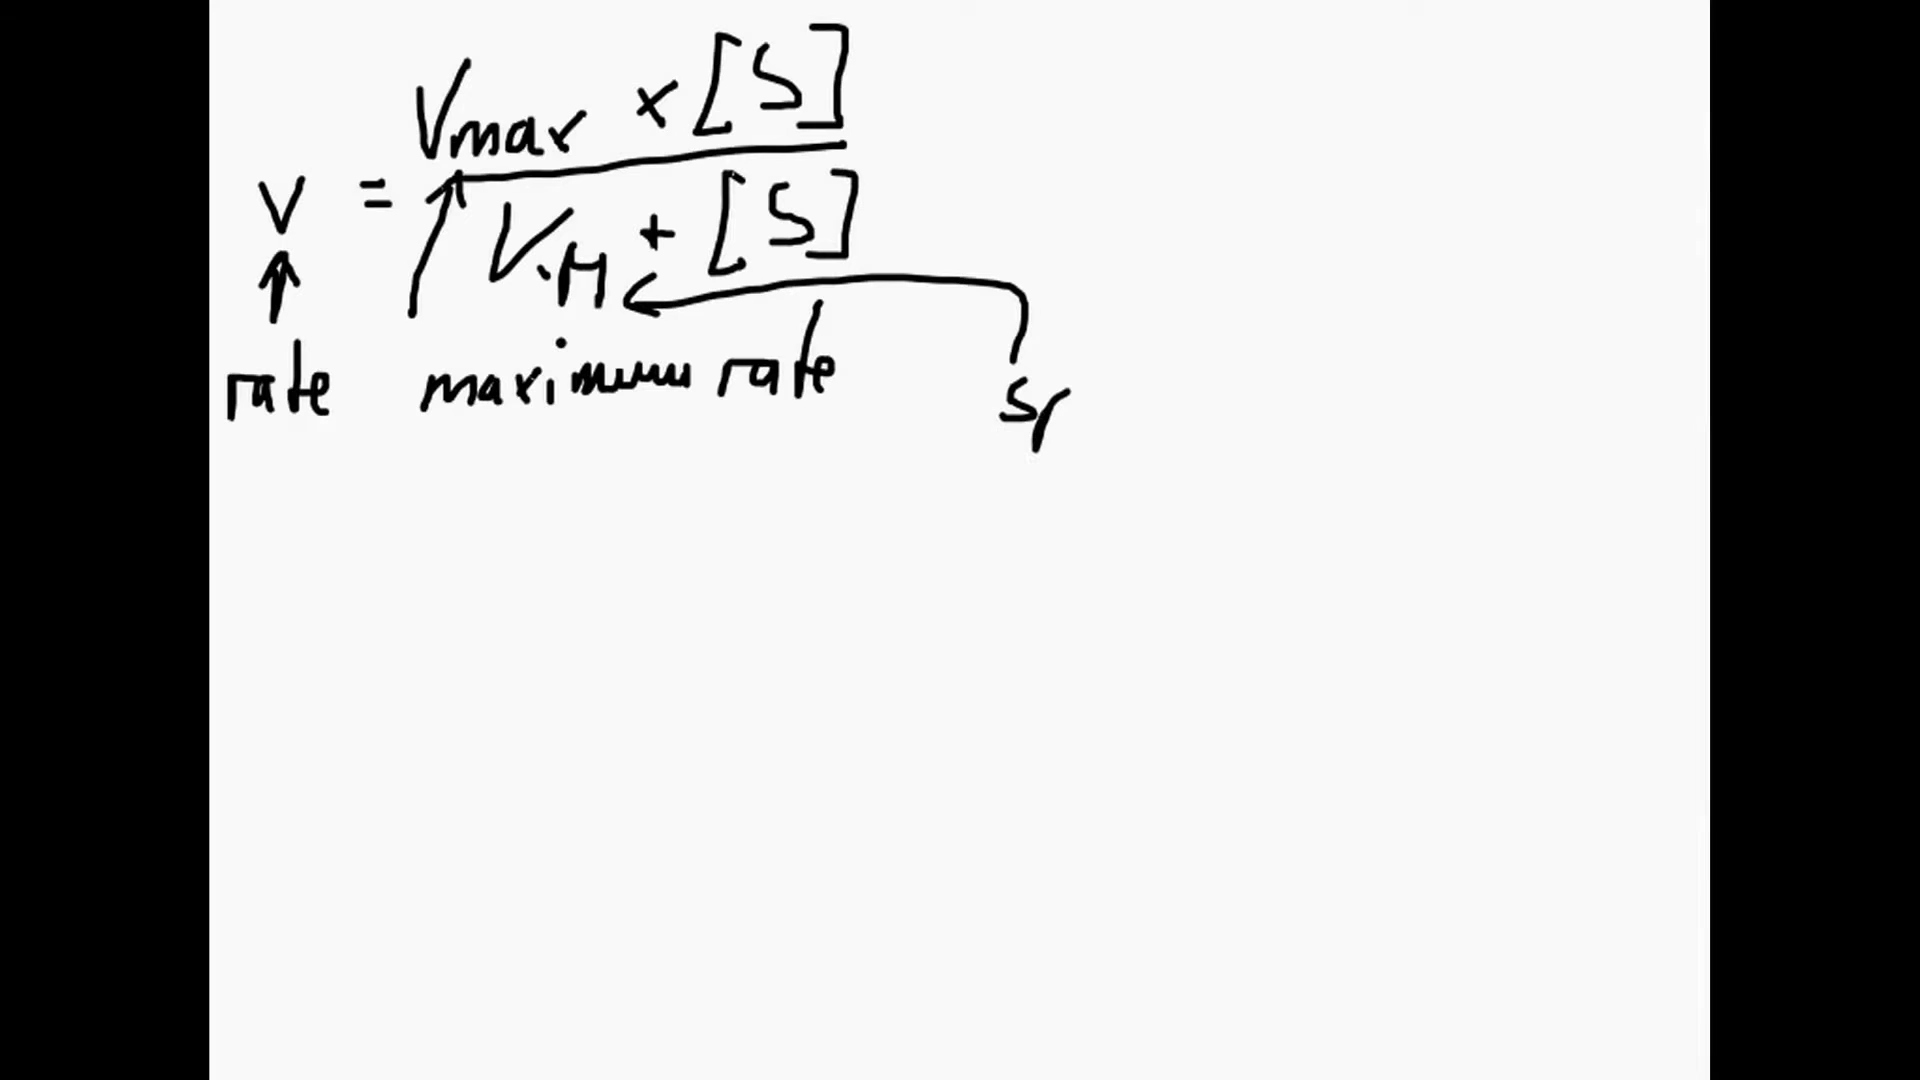 Vmax × [S]
V =
KM + [S]
rate maximum rate